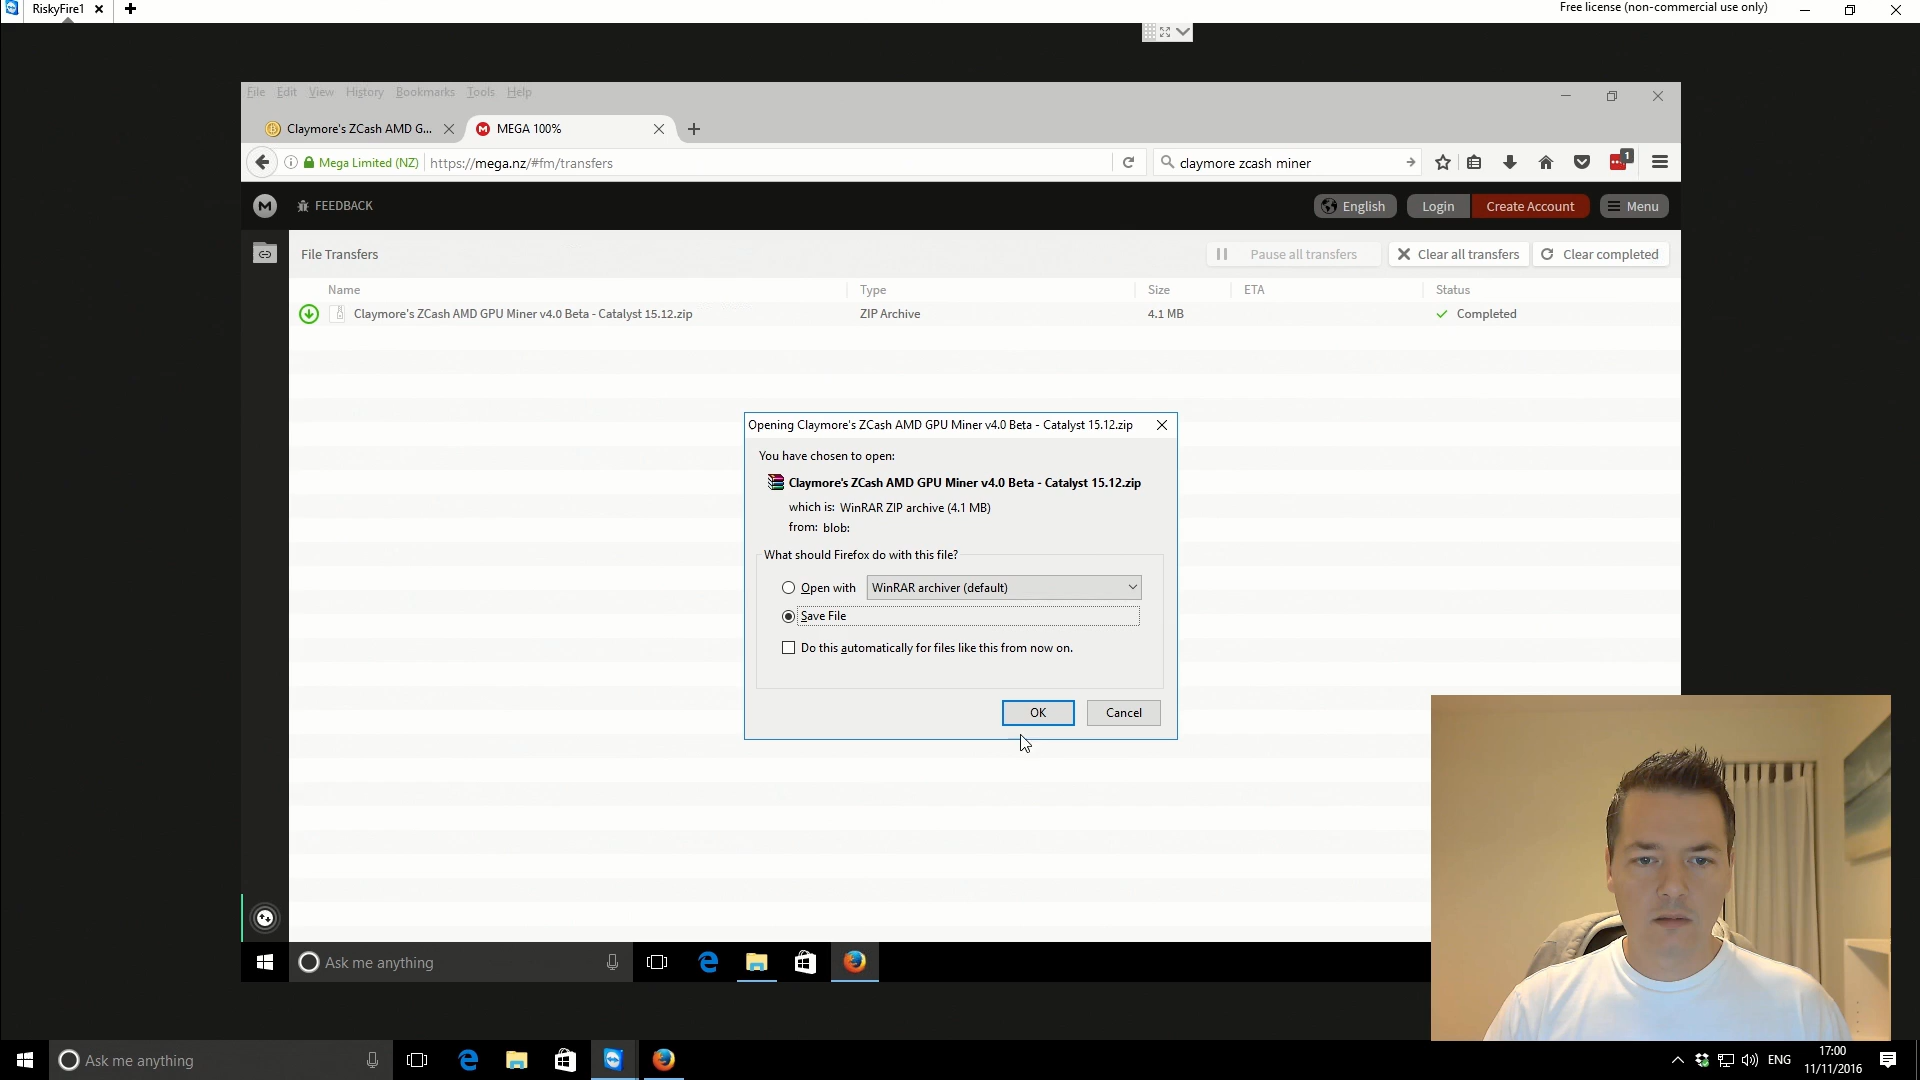 RiskyFire1
Free license (non-commercial use only)
File Edit View History Bookmarks Tools Help
Claymore's ZCash AMD G...
MEGA 100%
Mega Limited (NZ)
https://mega.nz/#fm/transfers
claymore zcash miner
1
M
FEEDBACK
English
Login
Create Account
Menu
File Transfers
Pause all transfers
Clear all transfers
Clear completed
Name
Type
Size
ETA
Status
Claymore's ZCash AMD GPU Miner v4.0 Beta - Catalyst 15.12.zip
ZIP Archive
4.1 MB
Completed
Opening Claymore's ZCash AMD GPU Miner v4.0 Beta - Catalyst 15.12.zip
You have chosen to open:
Claymore's ZCash AMD GPU Miner v4.0 Beta - Catalyst 15.12.zip
which is: WinRAR ZIP archive (4.1 MB)
from: blob:
What should Firefox do with this file?
Open with
WinRAR archiver (default)
Save File
Do this automatically for files like this from now on.
OK
Cancel
Ask me anything
Ask me anything
ENG
17:00
11/11/2016